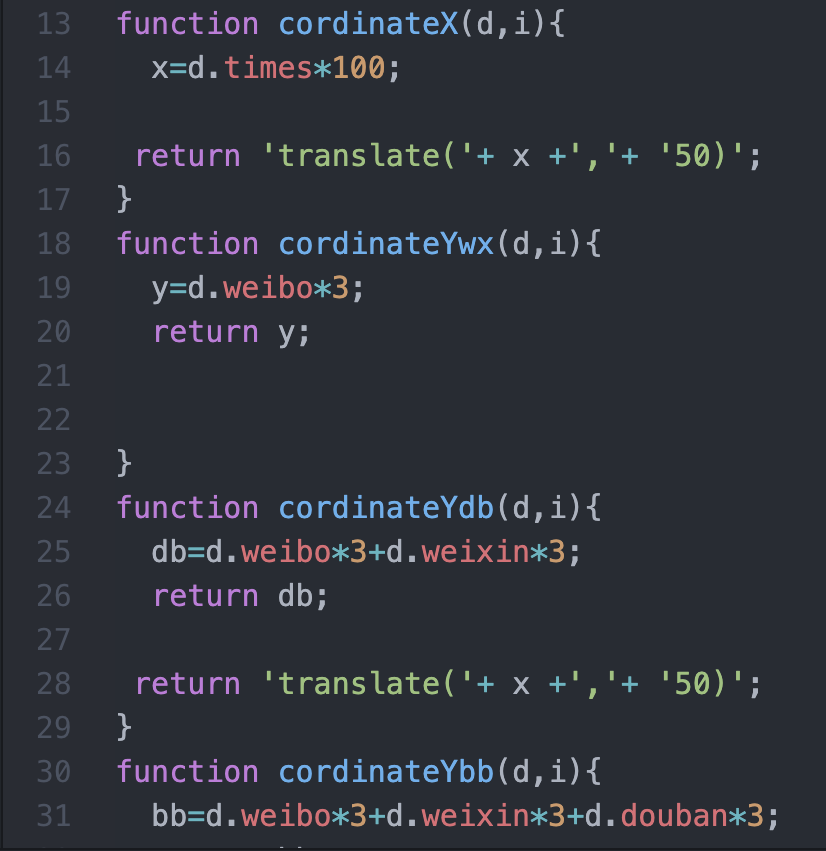 13 function cordinateX(d,i){
14 x=d.times*100;
15
16 return 'translate('+ x +','+ '50)';
17 }
18 function cordinateYwx(d,i){
19 y=d.weibo*3;
20 return y;
21
22
23 }
24 function cordinateYdb(d,i){
25 db=d.weibo*3+d.weixin*3;
26 return db;
27
28 return 'translate('+ x +','+ '50)';
29 }
30 function cordinateYbb(d,i){
31 bb=d.weibo*3+d.weixin*3+d.douban*3;